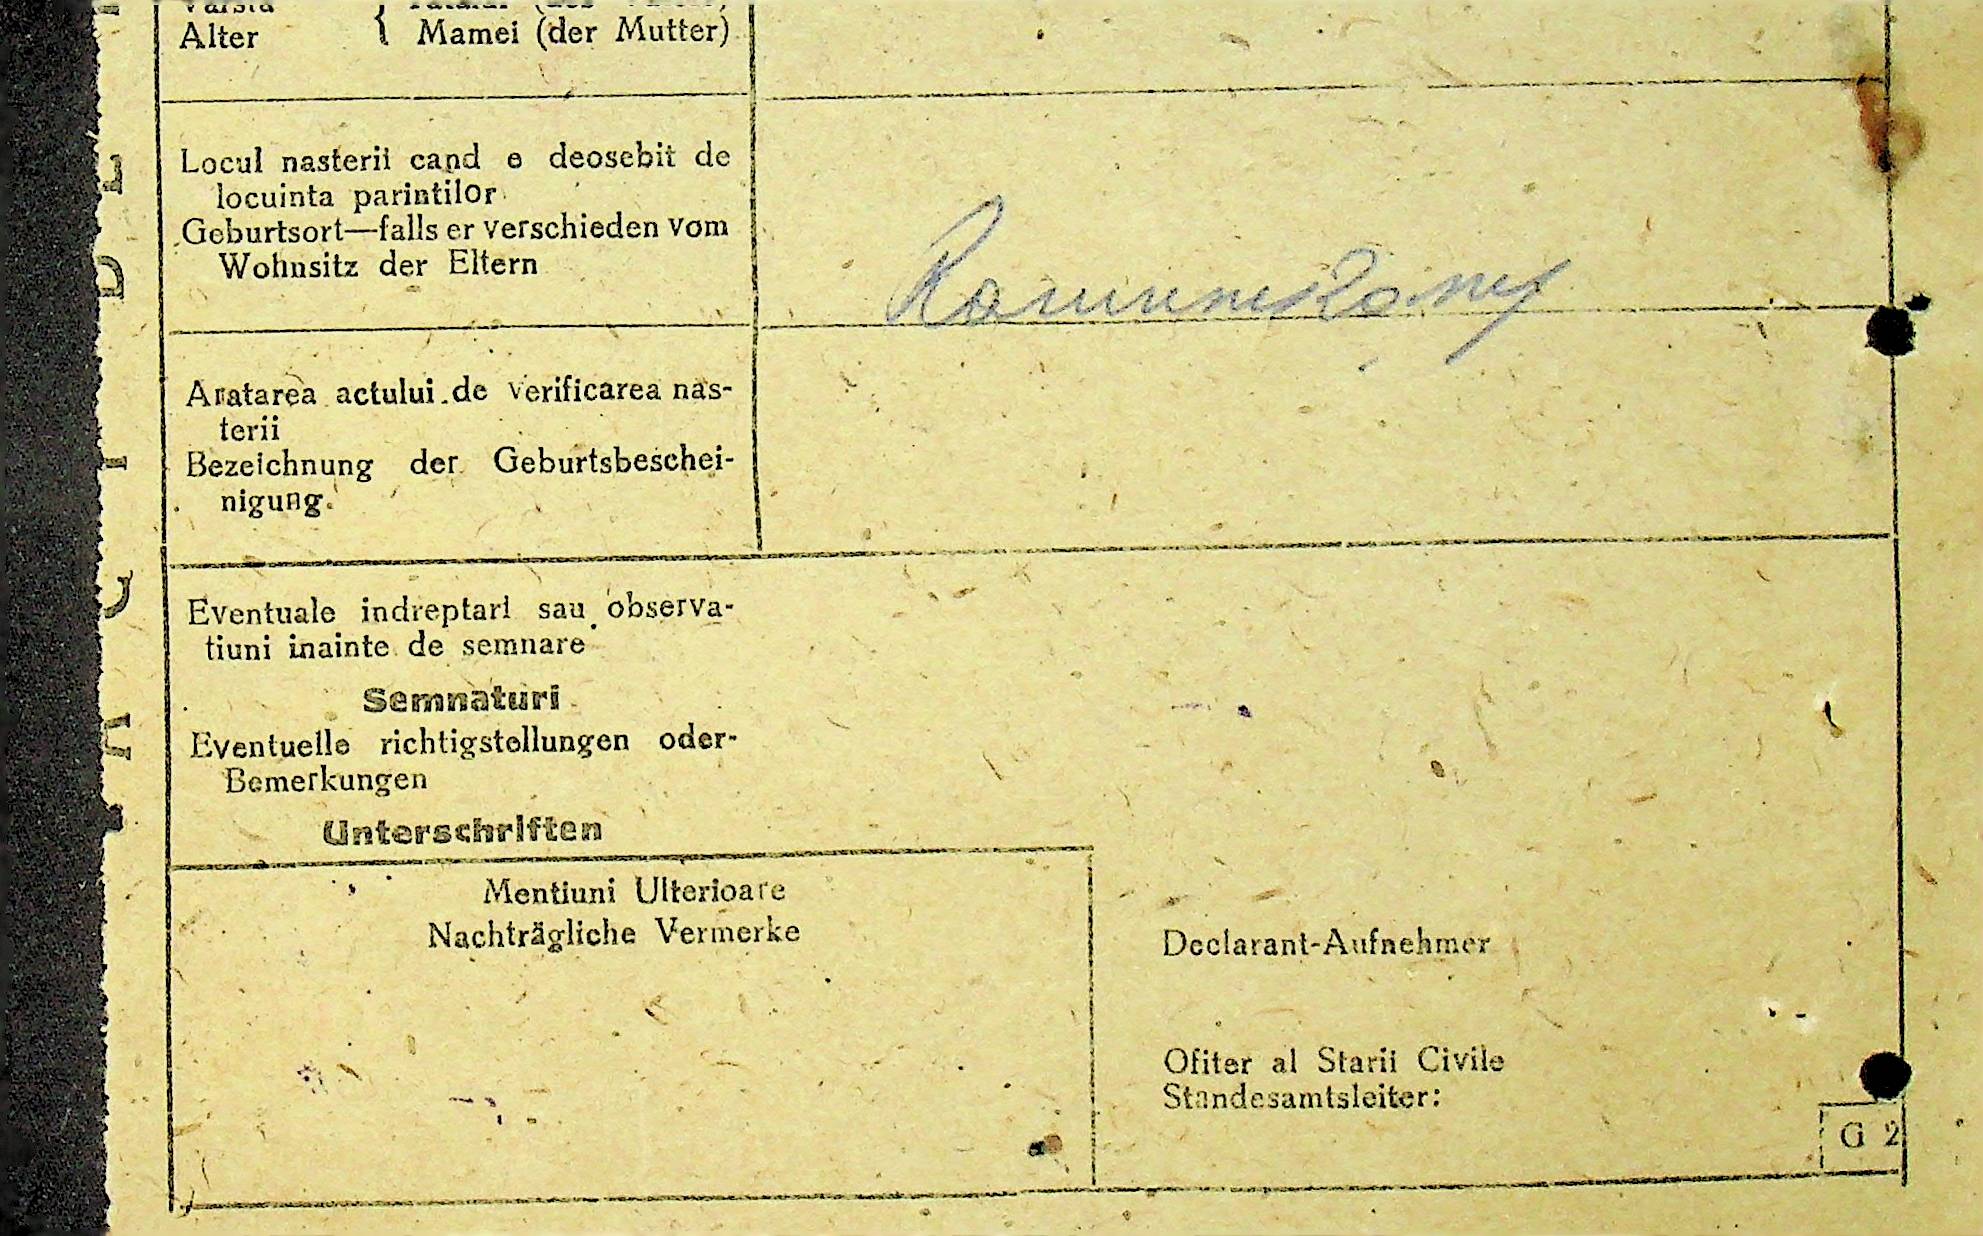 Varsta
Alter { Mamei (der Mutter)
Locul nasterii cand e deosebit de
locuinta parintilor
Geburtsort—falls er verschieden vom
Wohnsitz der Eltern
Aratarea actului de verificarea nas-
terii
Bezeichnung der Geburtsbeschei-
nigung.
Eventuale indreptari sau observa-
tiuni inainte de semnare
Semnaturi
Eventuelle richtigstellungen oder-
Bemerkungen
Unterschriften
Mentiuni Ulterioare
Nachträgliche Vermerke
Declarant-Aufnehmer
Ofiter al Starii Civile
Standesamtsleiter:
G 2